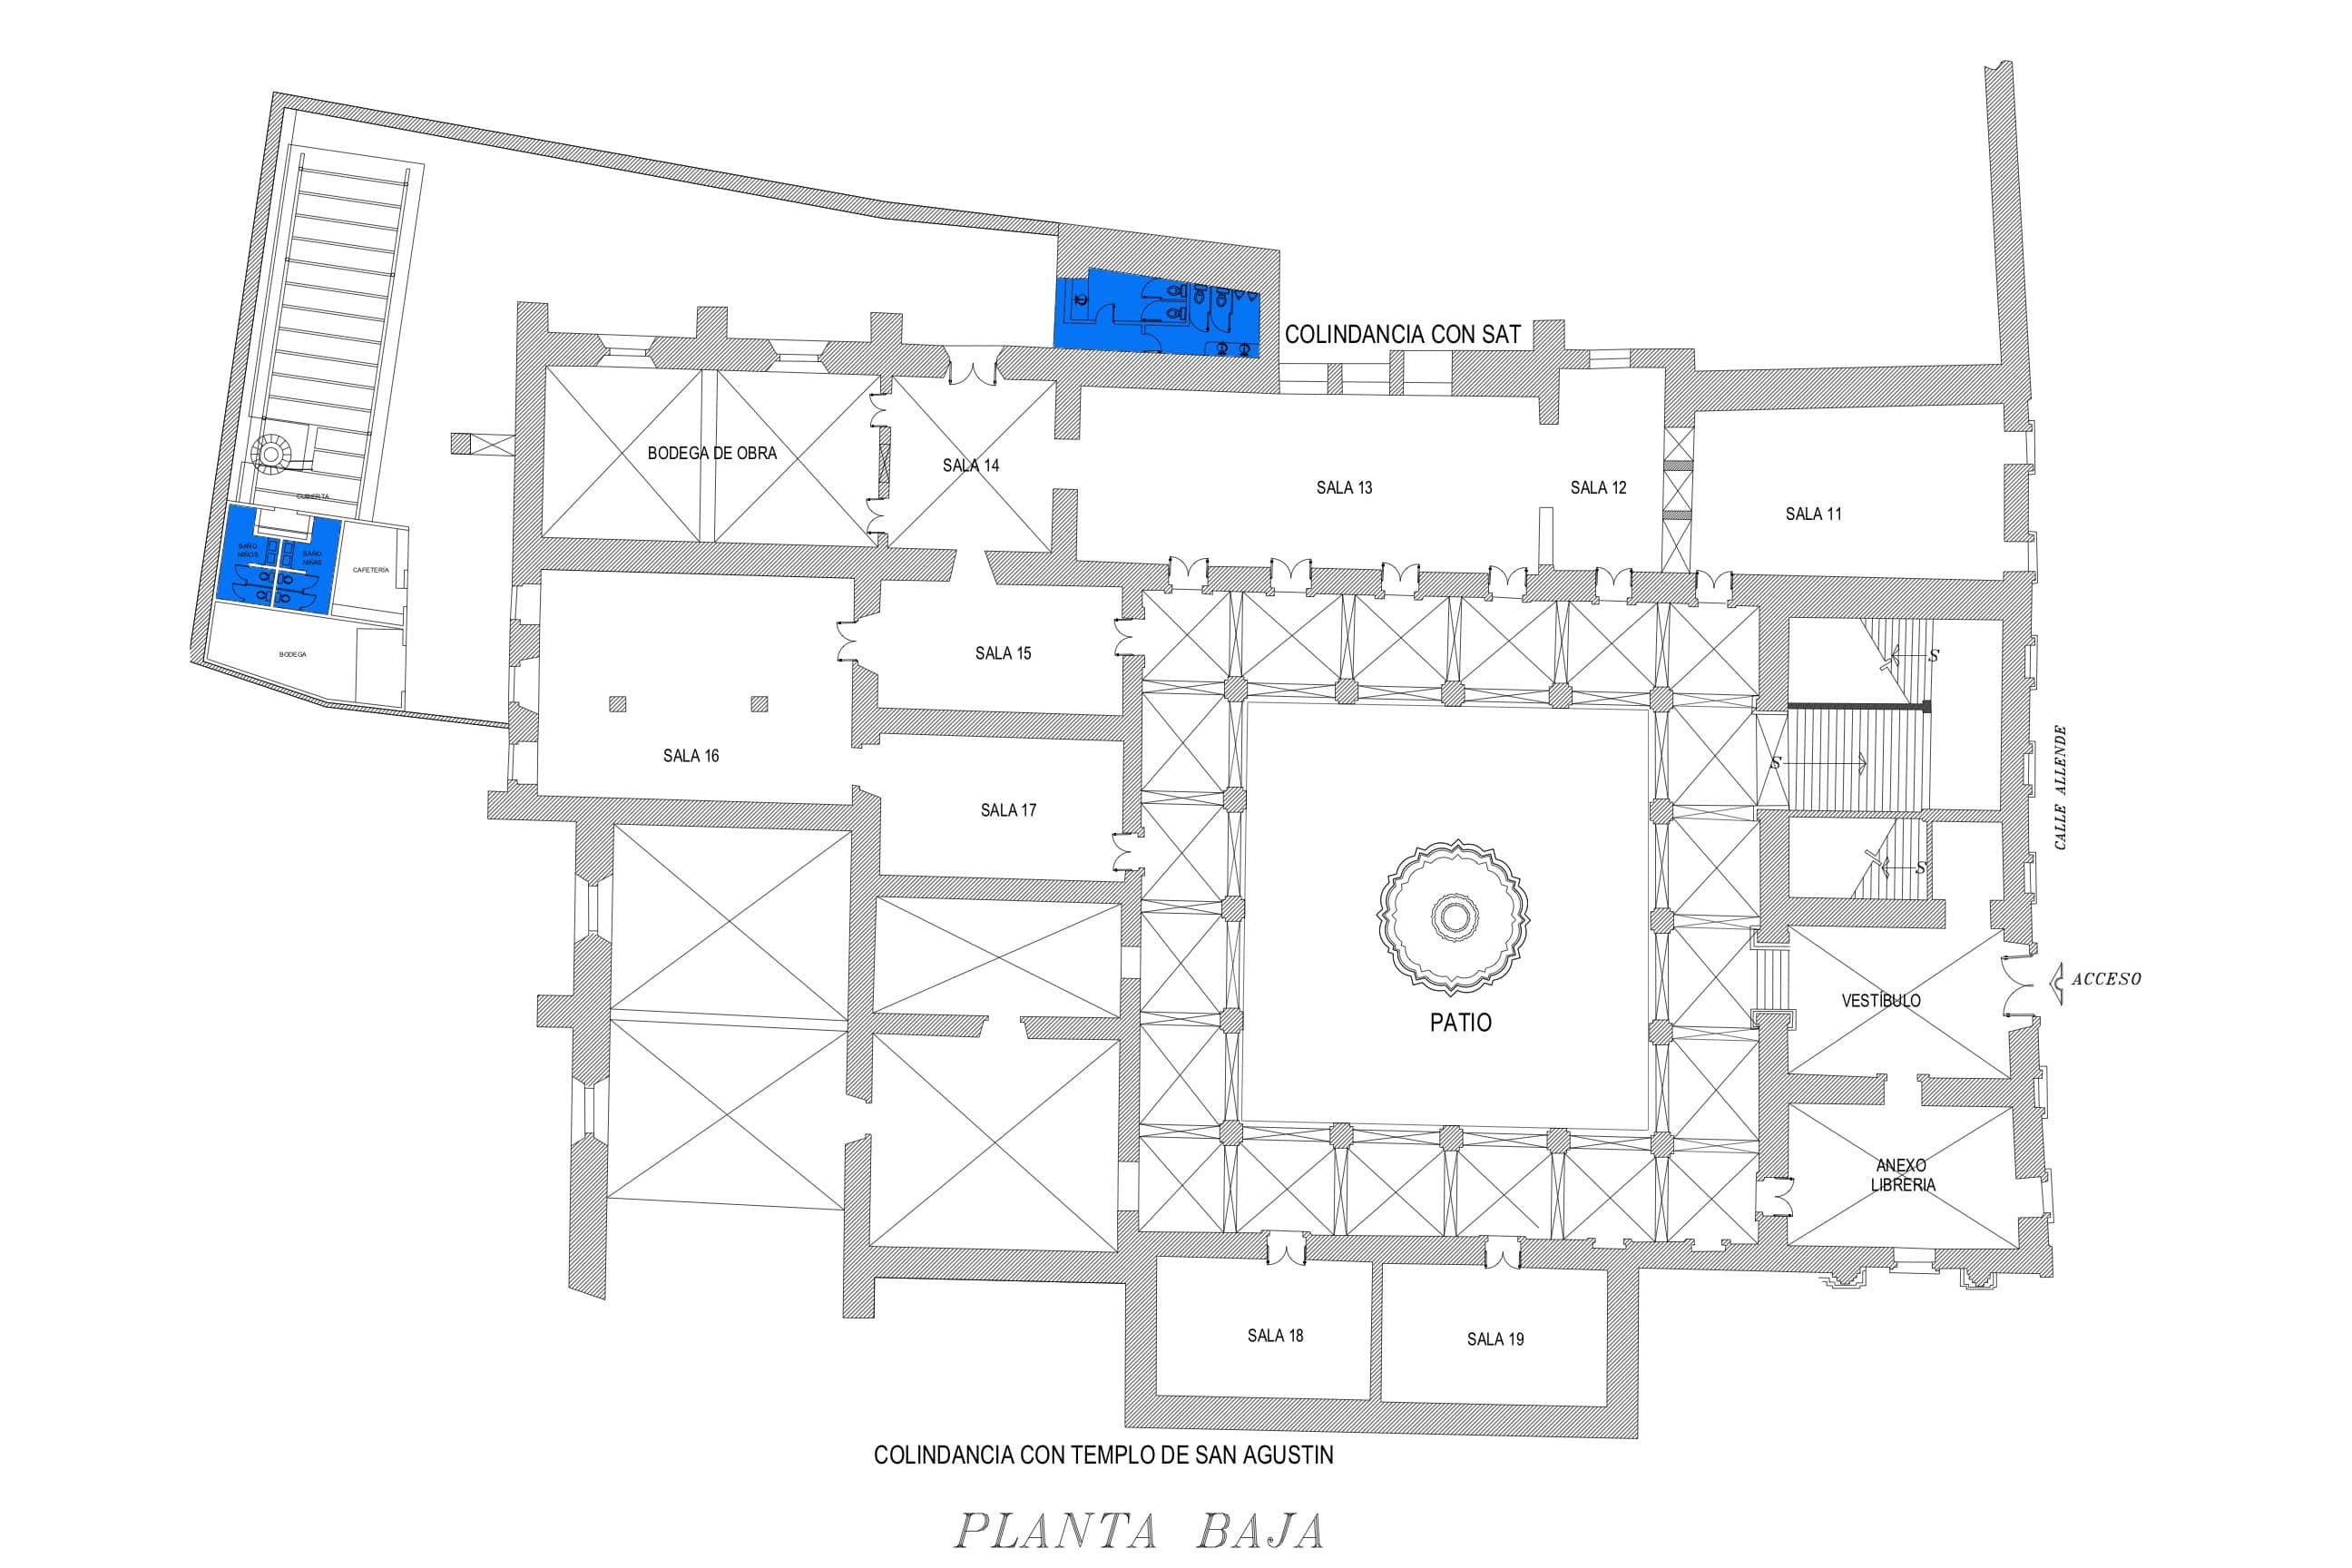 COLINDANCIA CON SAT
BODEGA DE OBRA
SALA 14
SALA 13
SALA 12
SALA 11
CUBIERTA
BAÑO
NIÑOS
BAÑO
NIÑAS
CAFETERÍA
BODEGA
SALA 15
S
SALA 16
S
CALLE ALLENDE
SALA 17
S
ACCESO
VESTÍBULO
PATIO
ANEXO
LIBRERIA
SALA 18
SALA 19
COLINDANCIA CON TEMPLO DE SAN AGUSTIN
PLANTA BAJA